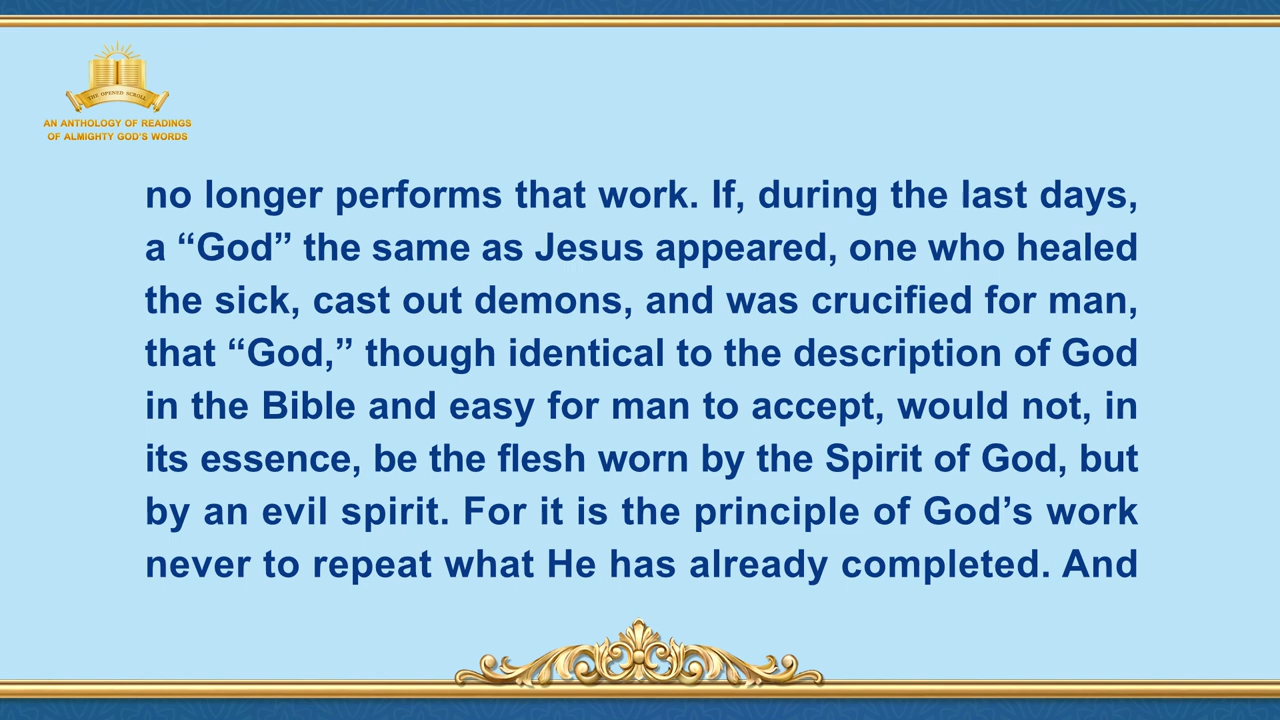 THE OPENED SCROLL
AN ANTHOLOGY OF READINGS
OF ALMIGHTY GOD'S WORDS
no longer performs that work. If, during the last days,
a “God” the same as Jesus appeared, one who healed
the sick, cast out demons, and was crucified for man,
that “God,” though identical to the description of God
in the Bible and easy for man to accept, would not, in
its essence, be the flesh worn by the Spirit of God, but
by an evil spirit. For it is the principle of God’s work
never to repeat what He has already completed. And